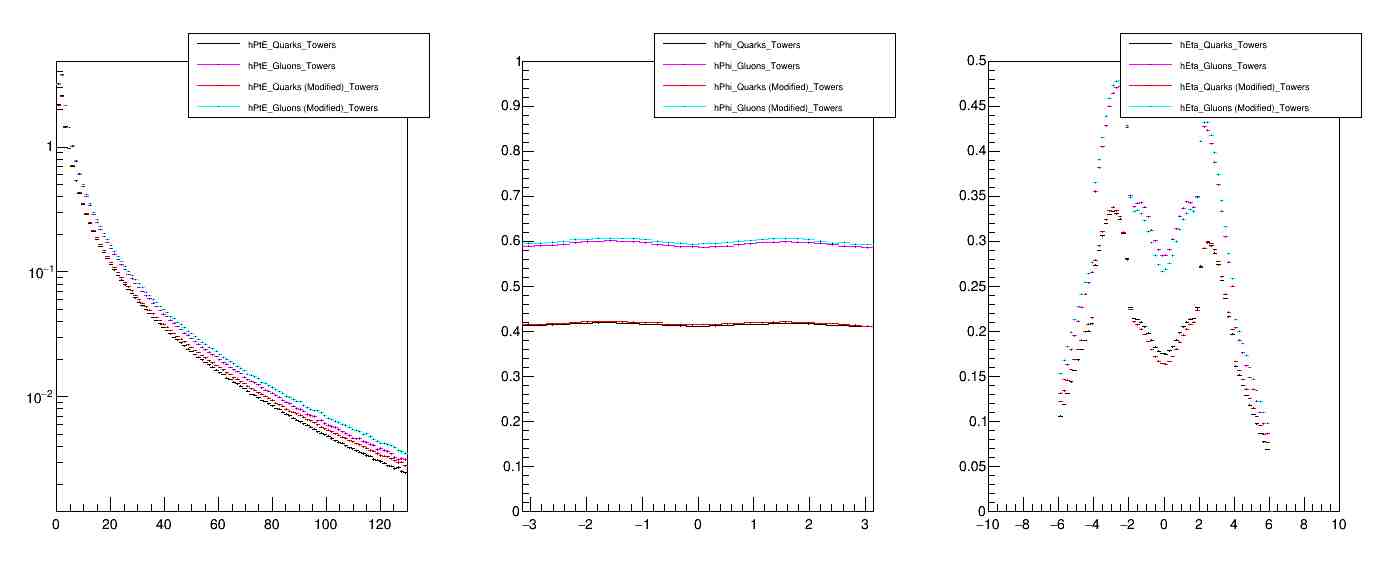 hPtE_Quarks_Towers
hPtE_Gluons_Towers
hPtE_Quarks (Modified)_Towers
hPtE_Gluons (Modified)_Towers
1
10−1
10−2
0 20 40 60 80 100 120
hPhi_Quarks_Towers
hPhi_Gluons_Towers
hPhi_Quarks (Modified)_Towers
hPhi_Gluons (Modified)_Towers
1
0.9
0.8
0.7
0.6
0.5
0.4
0.3
0.2
0.1
0
−3 −2 −1 0 1 2 3
hEta_Quarks_Towers
hEta_Gluons_Towers
hEta_Quarks (Modified)_Towers
hEta_Gluons (Modified)_Towers
0.5
0.45
0.4
0.35
0.3
0.25
0.2
0.15
0.1
0.05
0
−10 −8 −6 −4 −2 0 2 4 6 8 10